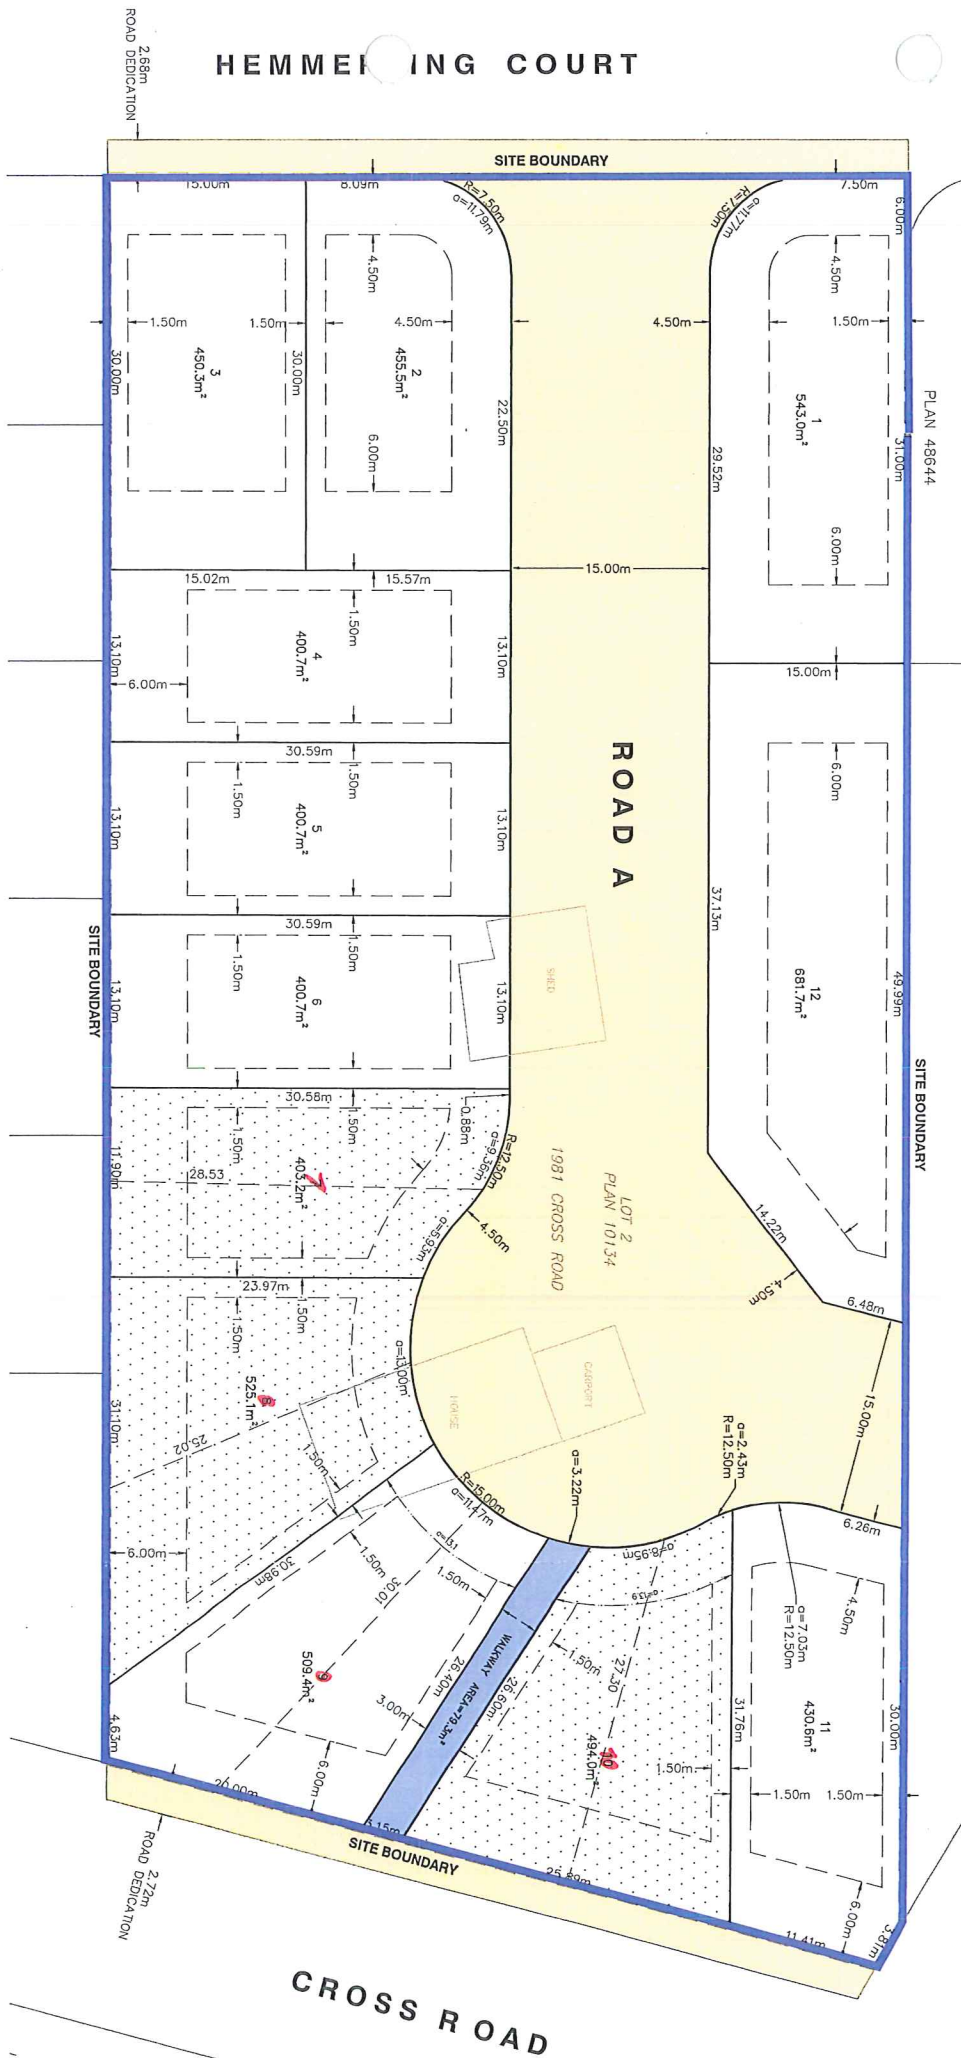 2.68m
ROAD DEDICATION
HEMME
ING COURT
SITE BOUNDARY
15.00m
6.09m
R=7.50m
a=11.79m
R=7.50m
a=11.77m
7.50m
6.00m
4.50m
4.50m
1.50m
1.50m
4.50m
4.50m
1.50m
3
450.3m²
2
455.5m²
1
543.0m²
PLAN 48644
30.00m
30.00m
22.50m
29.52m
31.00m
6.00m
6.00m
15.02m
15.57m
15.00m
15.00m
13.10m
4
400.7m²
1.50m
13.10m
6.00m
30.59m
1.50m
1.50m
6.00m
13.10m
5
400.7m²
13.10m
ROAD A
30.59m
1.50m
1.50m
37.13m
SHED
SITE BOUNDARY
13.10m
6
400.7m²
13.10m
12
681.7m²
49.99m
SITE BOUNDARY
30.58m
1.50m
1.50m
0.88m
R=12.50m
a=9.36m
11.90m
28.53
7
403.2m²
LOT 2
PLAN 10134
1981 CROSS ROAD
4.50m
a=5.93m
14.22m
4.50m
6.48m
23.97m
1.50m
1.50m
a=13.00m
8
525.1m²
31.10m
25.02
1.50m
HOUSE
CARPORT
15.00m
a=2.43m
R=12.50m
R=15.00m
a=11.47m
a=3.22m
6.26m
6.00m
30.98m
1.50m
30.01
1.50m
a=8.95m
a=13.9
a=7.03m
R=12.50m
4.50m
9
509.4m²
26.40m
WALKWAY AREA=79.3m²
3.00m
26.60m
1.50m
27.30
10
494.0m²
31.76m
1.50m
11
430.6m²
30.00m
1.50m
1.50m
4.63m
6.00m
20.00m
3.15m
SITE BOUNDARY
25.89m
6.00m
11.41m
3.81m
2.72m
ROAD DEDICATION
CROSS ROAD